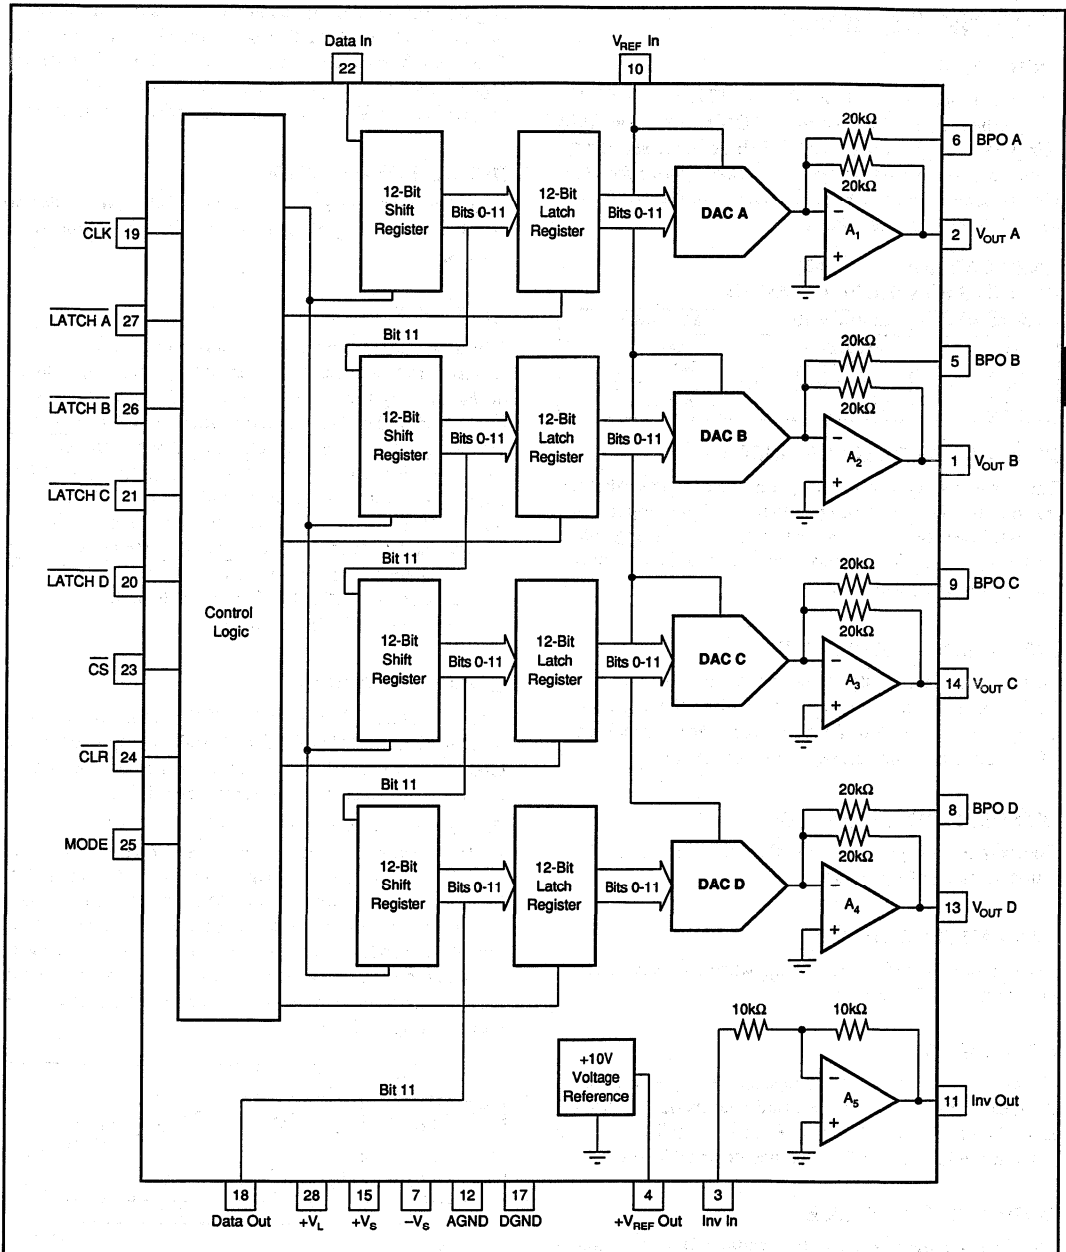 Data In
22
V_REF In
10
20kΩ
6 BPO A
20kΩ
12-Bit
Shift
Register
Bits 0-11
12-Bit
Latch
Register
Bits 0-11
DAC A
−
A1
+
2 V_OUT A
CLK 19
LATCH A 27
Bit 11
20kΩ
5 BPO B
20kΩ
LATCH B 26
12-Bit
Shift
Register
Bits 0-11
12-Bit
Latch
Register
Bits 0-11
DAC B
−
A2
+
1 V_OUT B
LATCH C 21
Bit 11
LATCH D 20
20kΩ
9 BPO C
20kΩ
Control
Logic
12-Bit
Shift
Register
Bits 0-11
12-Bit
Latch
Register
Bits 0-11
DAC C
−
A3
+
14 V_OUT C
CS 23
CLR 24
Bit 11
20kΩ
8 BPO D
20kΩ
MODE 25
12-Bit
Shift
Register
Bits 0-11
12-Bit
Latch
Register
Bits 0-11
DAC D
−
A4
+
13 V_OUT D
10kΩ
10kΩ
+10V
Voltage
Reference
−
A5
+
11 Inv Out
Bit 11
18
28
15
7
12
17
4
3
Data Out
+V_L
+V_S
–V_S
AGND
DGND
+V_REF Out
Inv In